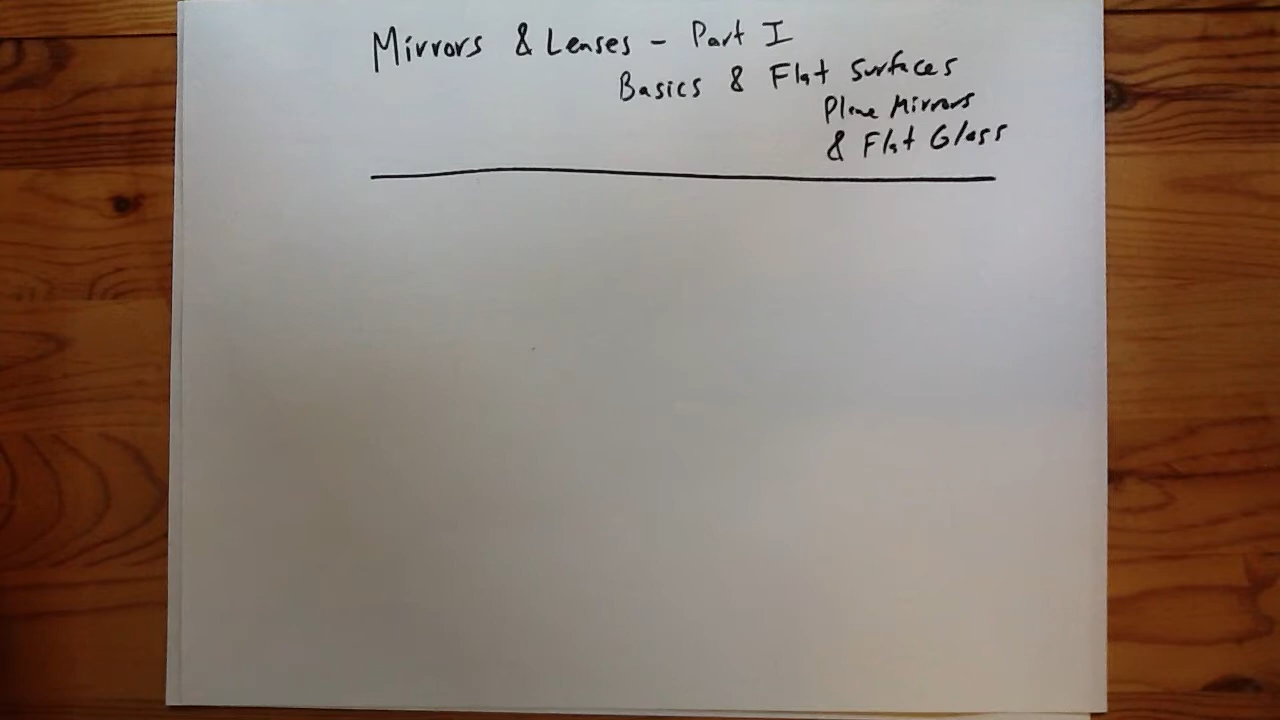 Mirrors & Lenses - Part I
Basics & Flat Surfaces
Plane Mirrors
& Flat Glass